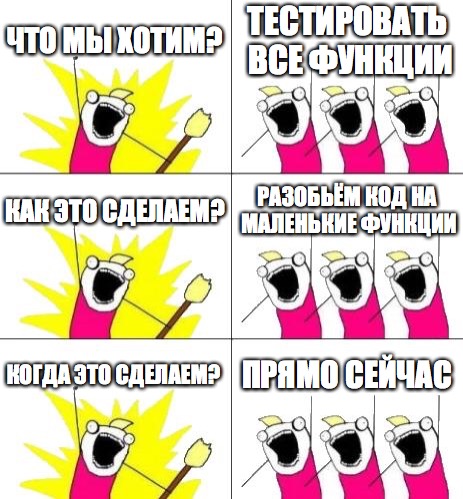 ЧТО МЫ ХОТИМ?
ТЕСТИРОВАТЬ
ВСЕ ФУНКЦИИ
КАК ЭТО СДЕЛАЕМ?
РАЗОБЬЁМ КОД НА
МАЛЕНЬКИЕ ФУНКЦИИ
КОГДА ЭТО СДЕЛАЕМ?
ПРЯМО СЕЙЧАС